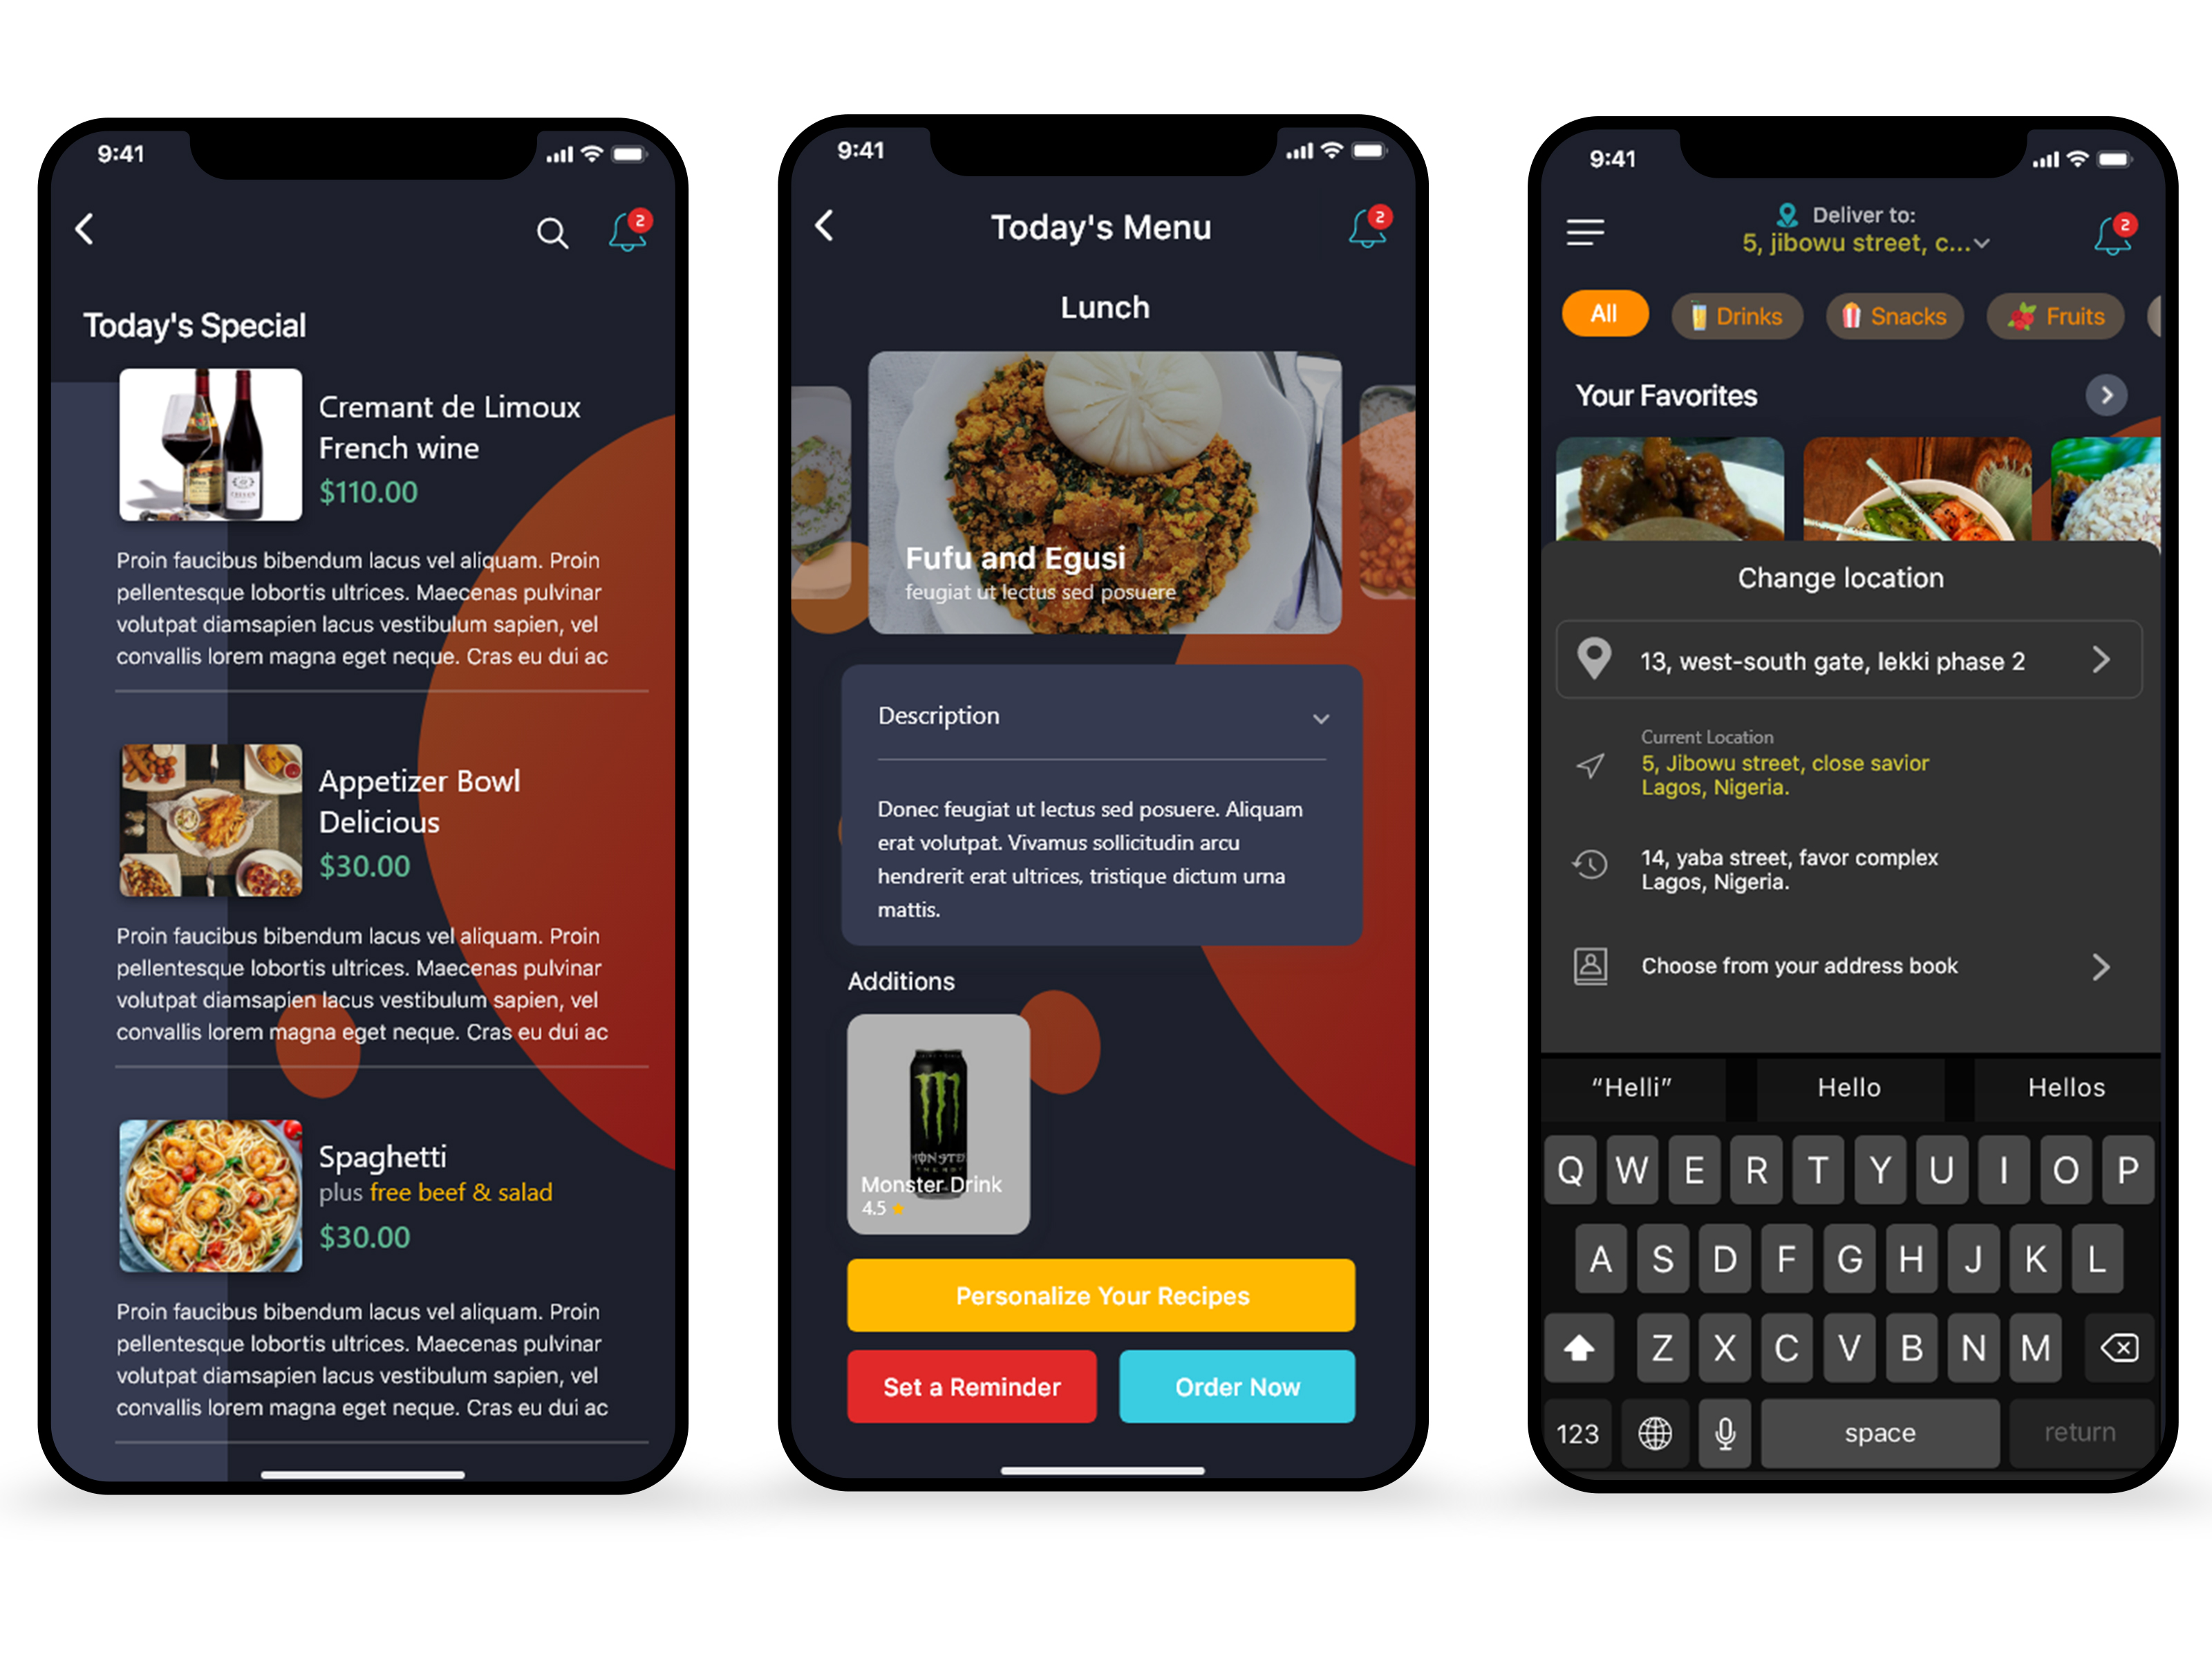 9:41
2
Today's Special
Cremant de Limoux
French wine
$110.00
Proin faucibus bibendum lacus vel aliquam. Proin
pellentesque lobortis ultrices. Maecenas pulvinar
volutpat diamsapien lacus vestibulum sapien, vel
convallis lorem magna eget neque. Cras eu dui ac
Appetizer Bowl
Delicious
$30.00
Proin faucibus bibendum lacus vel aliquam. Proin
pellentesque lobortis ultrices. Maecenas pulvinar
volutpat diamsapien lacus vestibulum sapien, vel
convallis lorem magna eget neque. Cras eu dui ac
Spaghetti
plus free beef & salad
$30.00
Proin faucibus bibendum lacus vel aliquam. Proin
pellentesque lobortis ultrices. Maecenas pulvinar
volutpat diamsapien lacus vestibulum sapien, vel
convallis lorem magna eget neque. Cras eu dui ac
9:41
Today's Menu
2
Lunch
Fufu and Egusi
feugiat ut lectus sed posuere
Description
Donec feugiat ut lectus sed posuere. Aliquam
erat volutpat. Vivamus sollicitudin arcu
hendrerit erat ultrices, tristique dictum urna
mattis.
Additions
MONSTER
ENERGY
Monster Drink
4.5
Personalize Your Recipes
Set a Reminder
Order Now
9:41
Deliver to:
5, jibowu street, c...
2
All
Drinks
Snacks
Fruits
Your Favorites
Change location
13, west-south gate, lekki phase 2
Current Location
5, Jibowu street, close savior
Lagos, Nigeria.
14, yaba street, favor complex
Lagos, Nigeria.
Choose from your address book
“Helli” Hello Hellos
Q W E R T Y U I O P
A S D F G H J K L
Z X C V B N M
123 space return